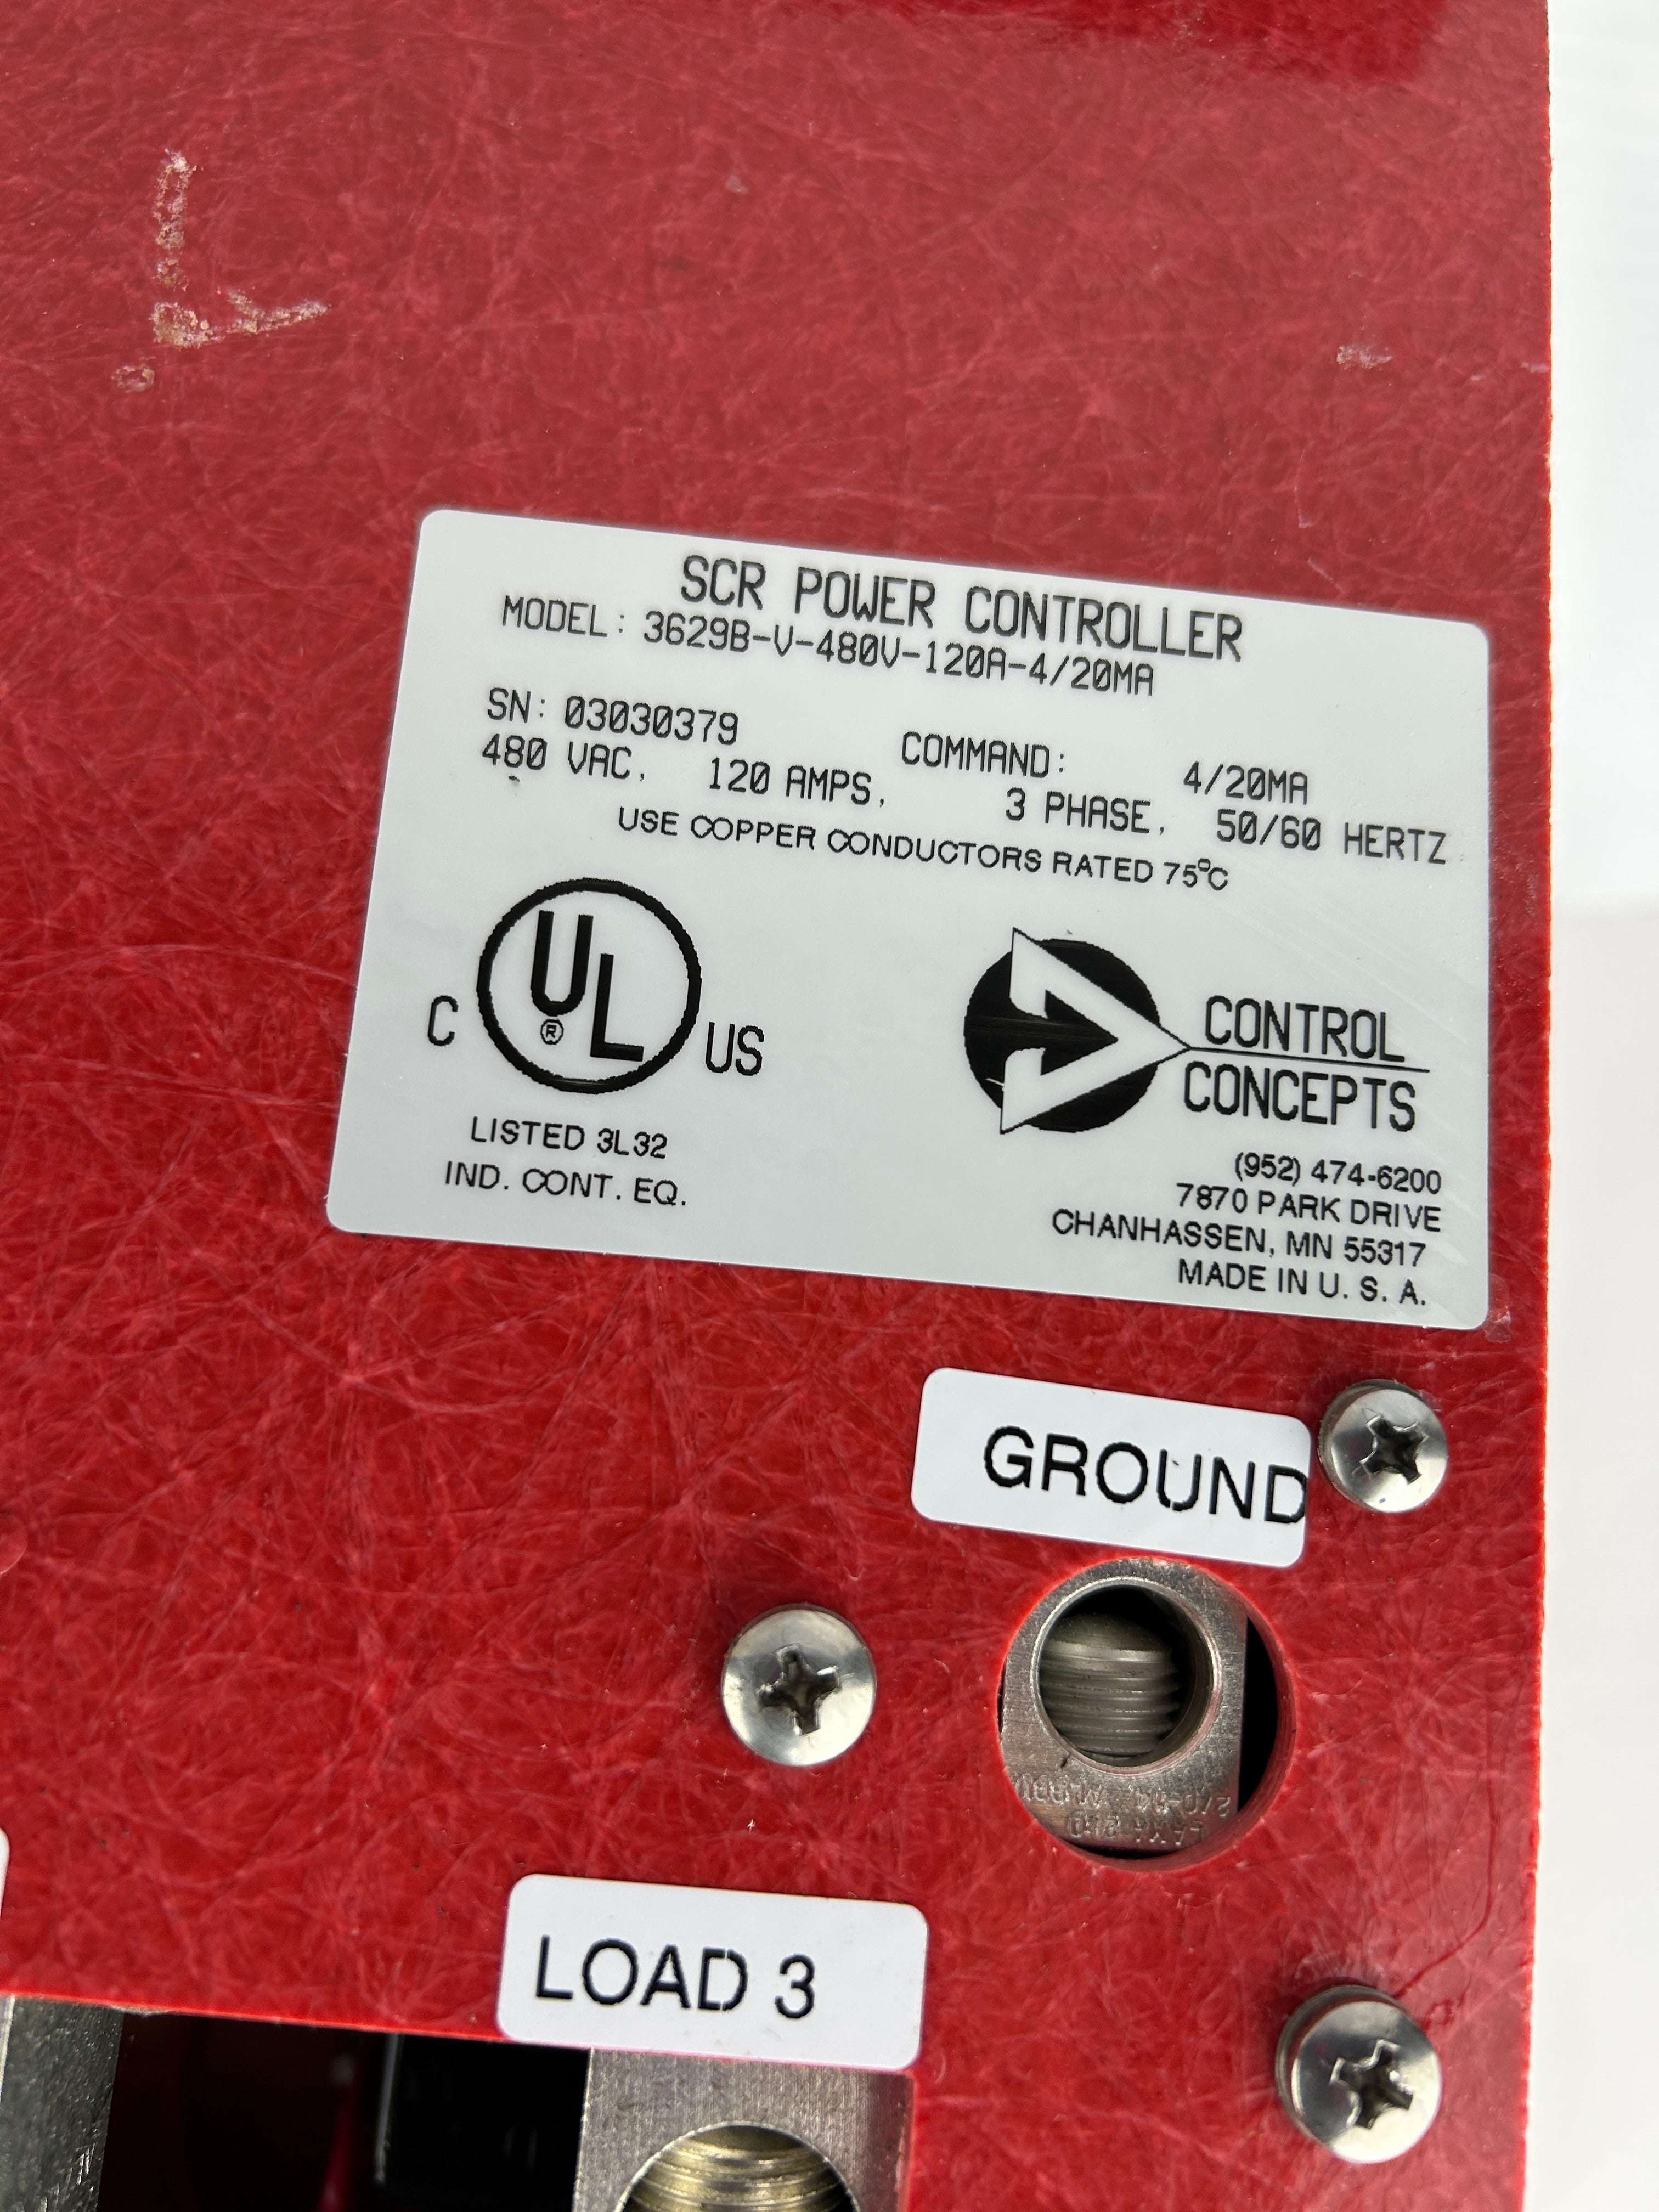 SCR POWER CONTROLLER
MODEL: 3629B-V-480V-120A-4/20MA
SN: 03030379 COMMAND: 4/20MA
480 VAC, 120 AMPS, 3 PHASE, 50/60 HERTZ
USE COPPER CONDUCTORS RATED 75°C
C UL® US
LISTED 3L32
IND. CONT. EQ.
CONTROL
CONCEPTS
(952) 474-6200
7870 PARK DRIVE
CHANHASSEN, MN 55317
MADE IN U. S. A.
GROUND
LOAD 3